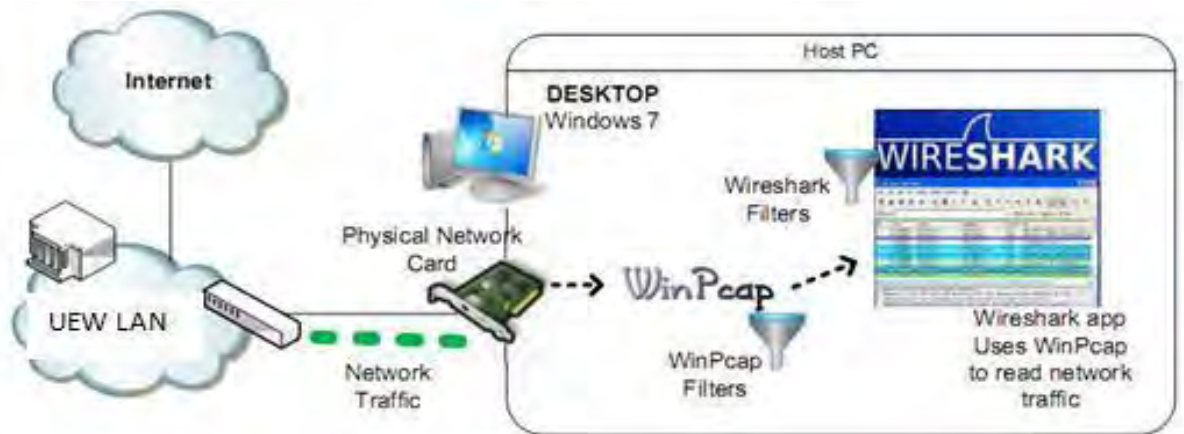 Internet
Host PC
DESKTOP
Windows 7
WIRESHARK
Wireshark
Filters
Physical Network
Card
WinPcap
UEW LAN
Network
Traffic
WinPcap
Filters
Wireshark app
Uses WinPcap
to read network
traffic